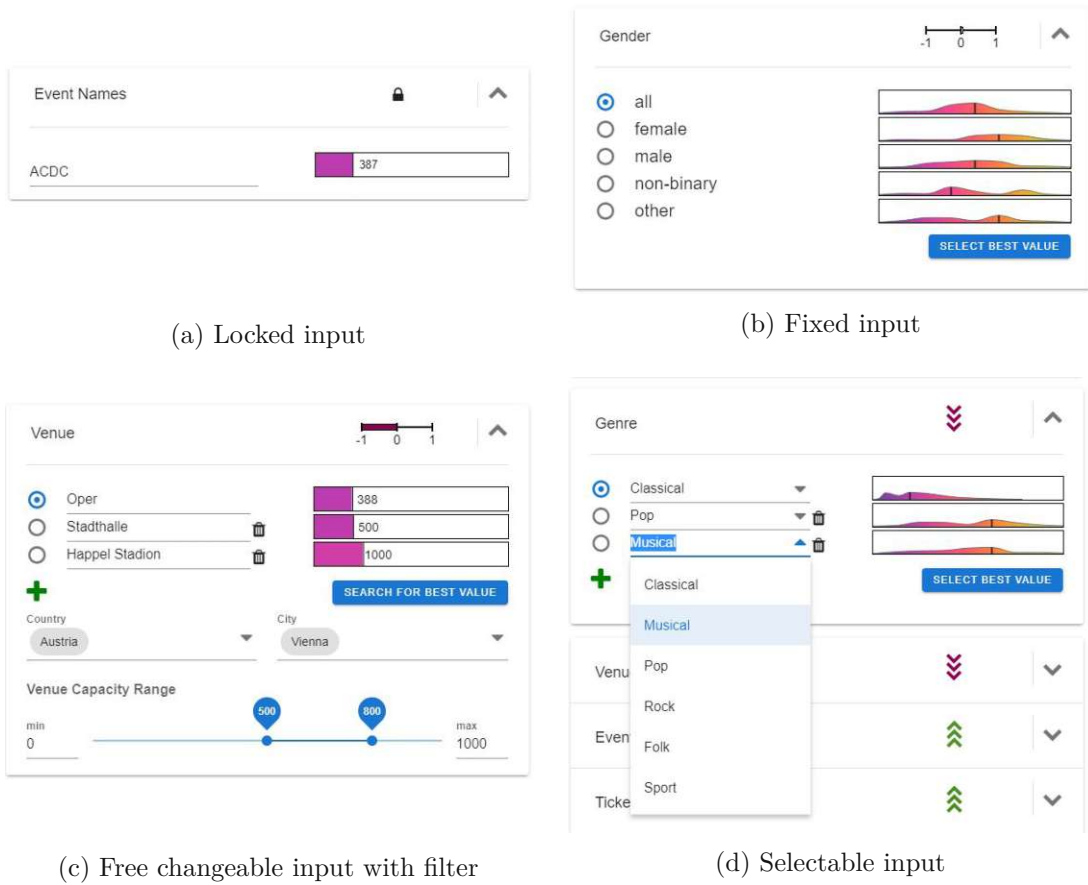 Event Names
ACDC
387
(a) Locked input
Gender
-1 0 1
all
female
male
non-binary
other
SELECT BEST VALUE
(b) Fixed input
Venue
-1 0 1
Oper
388
Stadthalle
500
Happel Stadion
1000
SEARCH FOR BEST VALUE
Country
City
Austria
Vienna
Venue Capacity Range
500
800
min
max
0
1000
(c) Free changeable input with filter
Genre
Classical
Pop
Musical
SELECT BEST VALUE
Classical
Musical
Pop
Rock
Folk
Sport
Venu
Even
Ticke
(d) Selectable input